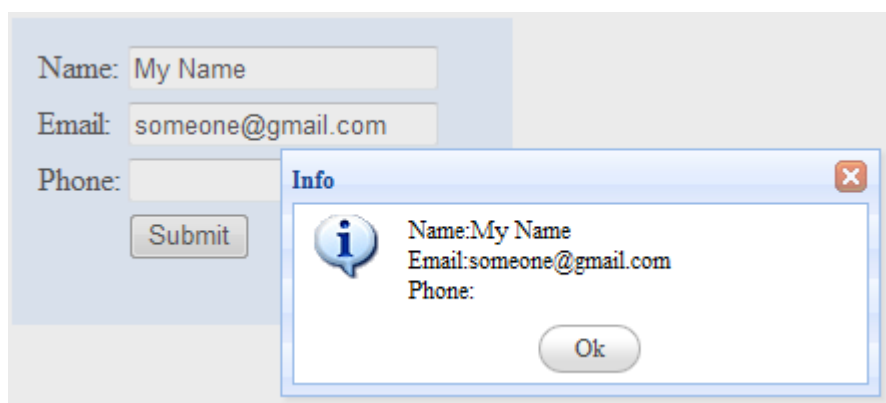 Name: My Name
Email: someone@gmail.com
Phone:
Submit
Info
Name:My Name
Email:someone@gmail.com
Phone:
Ok